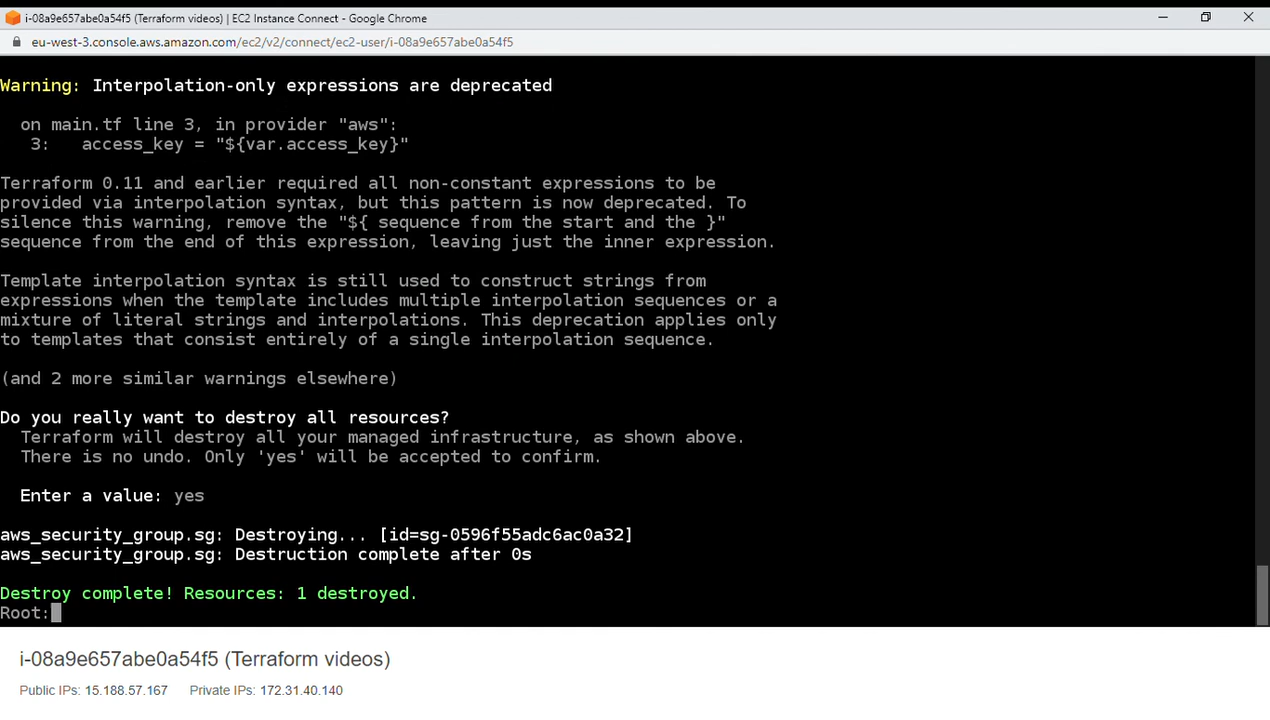 i-08a9e657abe0a54f5 (Terraform videos) | EC2 Instance Connect - Google Chrome
eu-west-3.console.aws.amazon.com/ec2/v2/connect/ec2-user/i-08a9e657abe0a54f5
Warning: Interpolation-only expressions are deprecated
on main.tf line 3, in provider "aws":
3: access_key = "${var.access_key}"
Terraform 0.11 and earlier required all non-constant expressions to be
provided via interpolation syntax, but this pattern is now deprecated. To
silence this warning, remove the "${ sequence from the start and the }"
sequence from the end of this expression, leaving just the inner expression.
Template interpolation syntax is still used to construct strings from
expressions when the template includes multiple interpolation sequences or a
mixture of literal strings and interpolations. This deprecation applies only
to templates that consist entirely of a single interpolation sequence.
(and 2 more similar warnings elsewhere)
Do you really want to destroy all resources?
Terraform will destroy all your managed infrastructure, as shown above.
There is no undo. Only 'yes' will be accepted to confirm.
Enter a value: yes
aws_security_group.sg: Destroying... [id=sg-0596f55adc6ac0a32]
aws_security_group.sg: Destruction complete after 0s
Destroy complete! Resources: 1 destroyed.
Root:
i-08a9e657abe0a54f5 (Terraform videos)
Public IPs: 15.188.57.167 Private IPs: 172.31.40.140